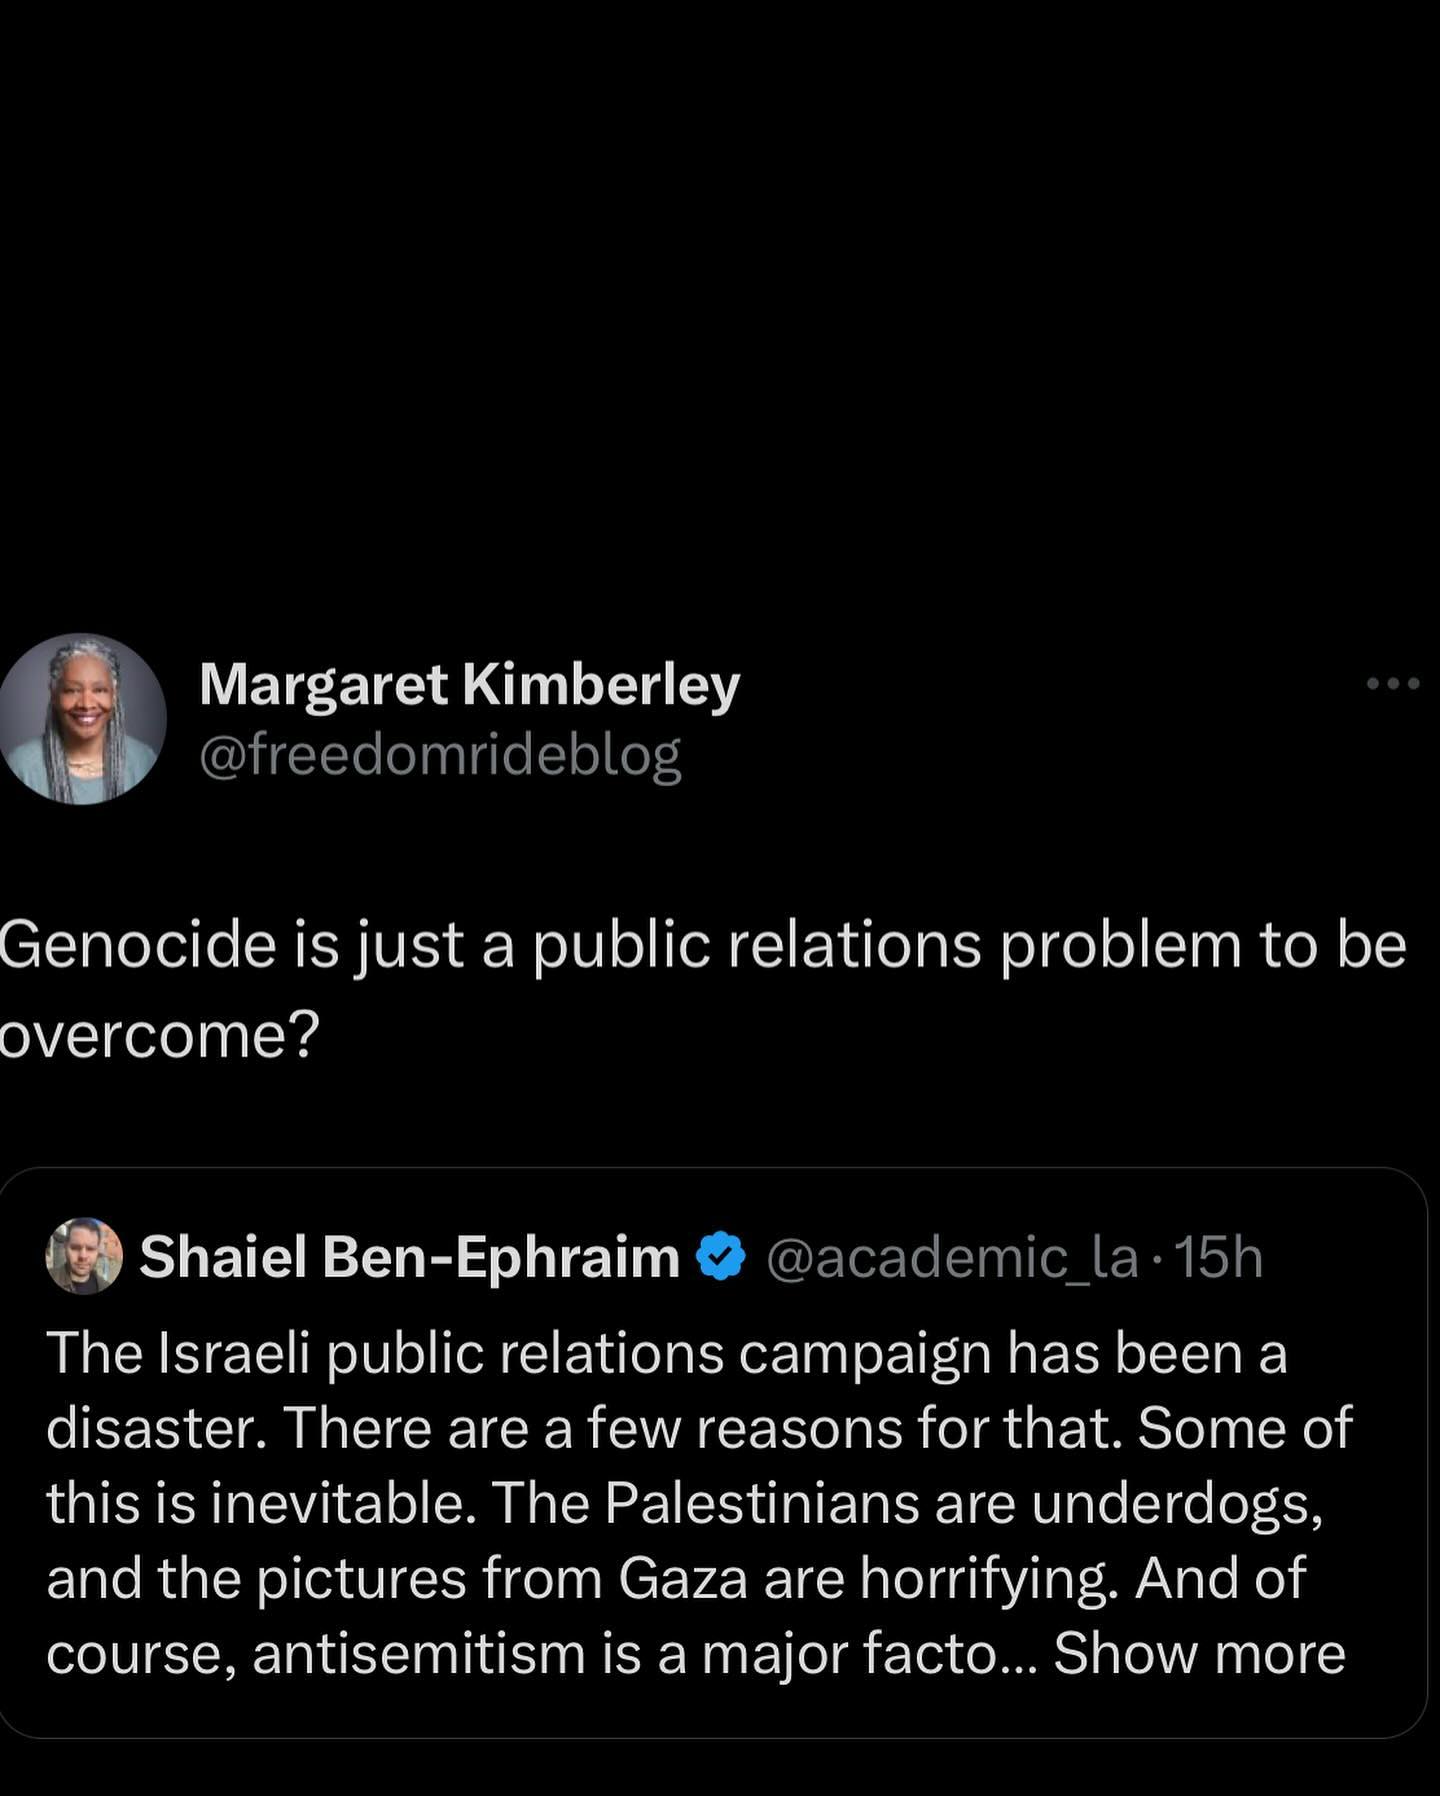 Margaret Kimberley
@freedomrideblog
Genocide is just a public relations problem to be
overcome?
Shaiel Ben-Ephraim @academic_la · 15h
The Israeli public relations campaign has been a
disaster. There are a few reasons for that. Some of
this is inevitable. The Palestinians are underdogs,
and the pictures from Gaza are horrifying. And of
course, antisemitism is a major facto... Show more